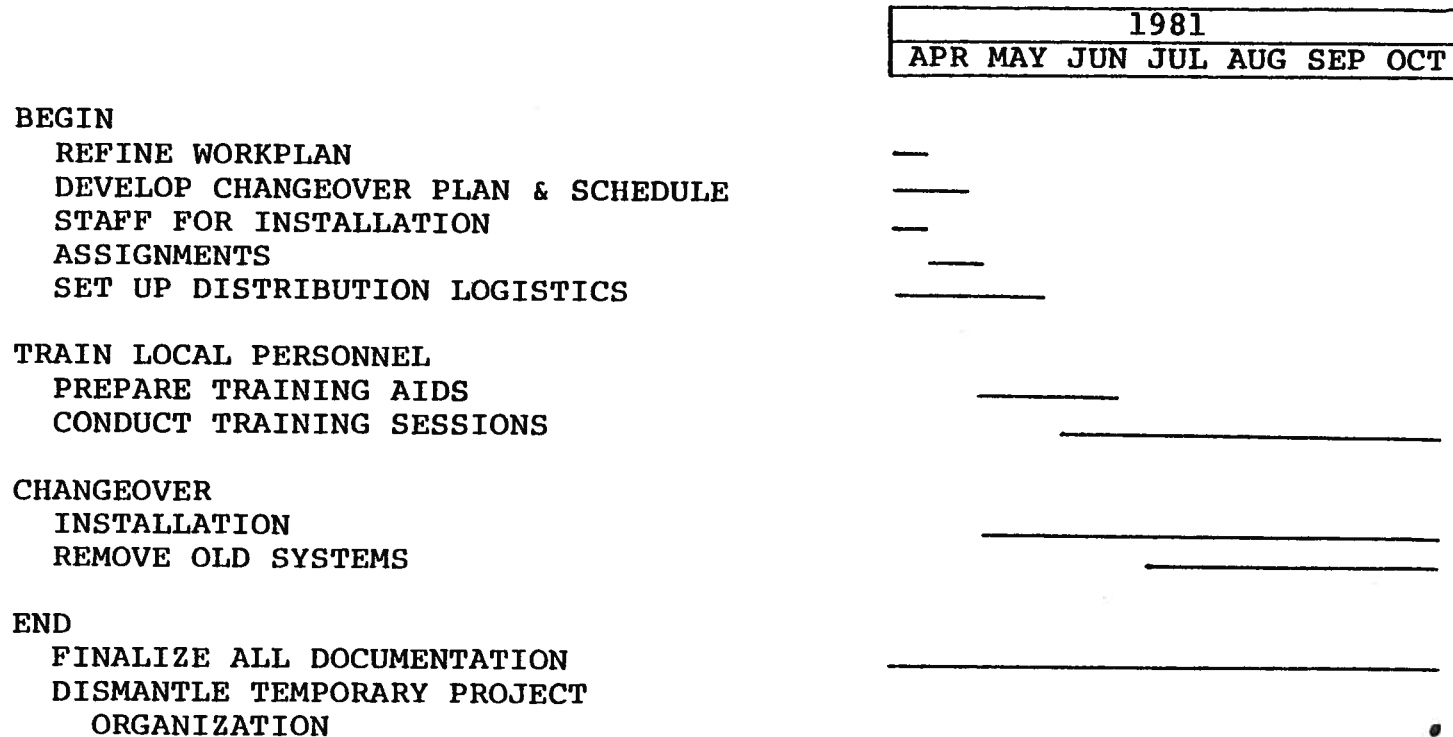 1981
APR MAY JUN JUL AUG SEP OCT
BEGIN
REFINE WORKPLAN
DEVELOP CHANGEOVER PLAN & SCHEDULE
STAFF FOR INSTALLATION
ASSIGNMENTS
SET UP DISTRIBUTION LOGISTICS
TRAIN LOCAL PERSONNEL
PREPARE TRAINING AIDS
CONDUCT TRAINING SESSIONS
CHANGEOVER
INSTALLATION
REMOVE OLD SYSTEMS
END
FINALIZE ALL DOCUMENTATION
DISMANTLE TEMPORARY PROJECT
ORGANIZATION